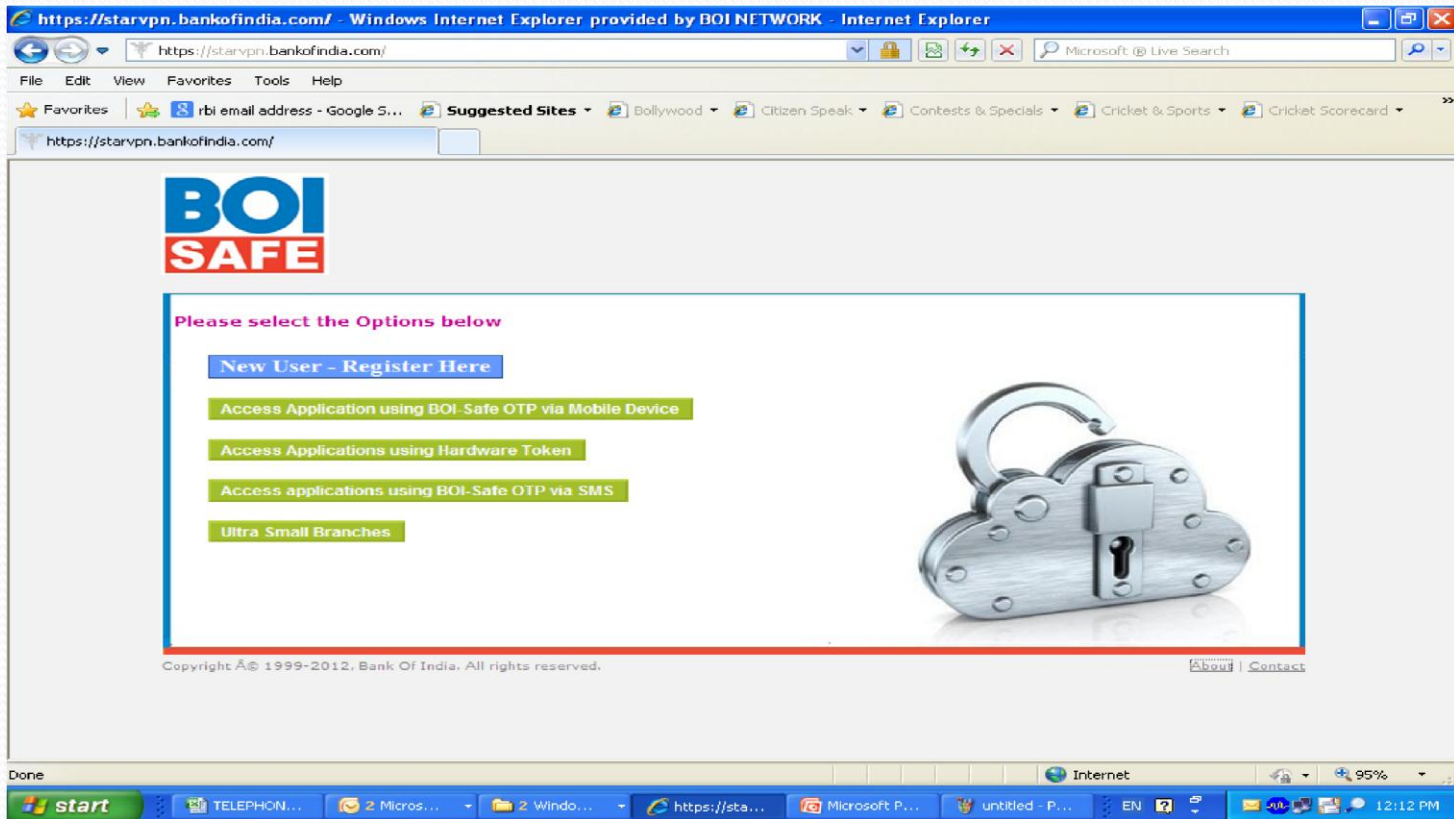 https://starvpn.bankofindia.com/ - Windows Internet Explorer provided by BOI NETWORK - Internet Explorer
https://starvpn.bankofindia.com/ Microsoft ® Live Search
File Edit View Favorites Tools Help
Favorites rbi email address - Google S... Suggested Sites Bollywood Citizen Speak Contests & Specials Cricket & Sports Cricket Scorecard »
https://starvpn.bankofindia.com/
BOI
SAFE
Please select the Options below
New User - Register Here
Access Application using BOI-Safe OTP via Mobile Device
Access Applications using Hardware Token
Access applications using BOI-Safe OTP via SMS
Ultra Small Branches
Copyright Â© 1999-2012, Bank Of India. All rights reserved. About | Contact
Done Internet 95%
start TELEPHON... 2 Micros... 2 Windo... https://sta... Microsoft P... untitled - P... EN 12:12 PM